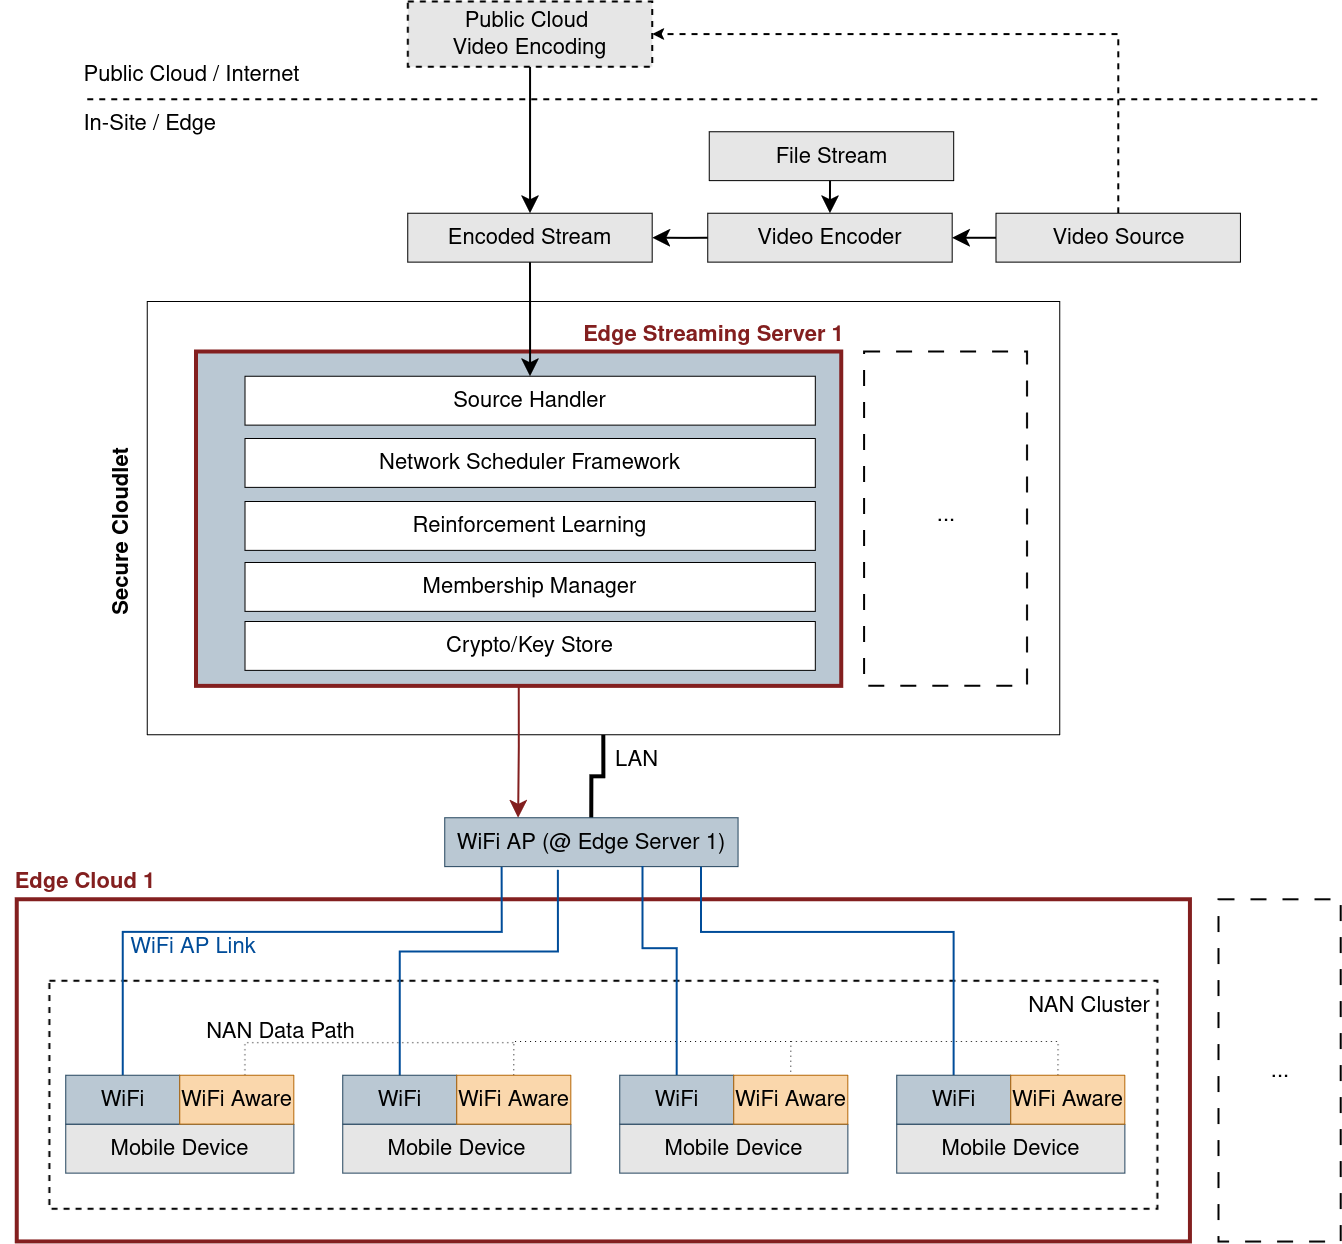 Public Cloud
Video Encoding
Public Cloud / Internet
In-Site / Edge
File Stream
Encoded Stream
Video Encoder
Video Source
Edge Streaming Server 1
Source Handler
Network Scheduler Framework
Reinforcement Learning
Membership Manager
Crypto/Key Store
...
Secure Cloudlet
LAN
WiFi AP (@ Edge Server 1)
Edge Cloud 1
WiFi AP Link
NAN Cluster
NAN Data Path
WiFi
WiFi Aware
Mobile Device
WiFi
WiFi Aware
Mobile Device
WiFi
WiFi Aware
Mobile Device
WiFi
WiFi Aware
Mobile Device
...